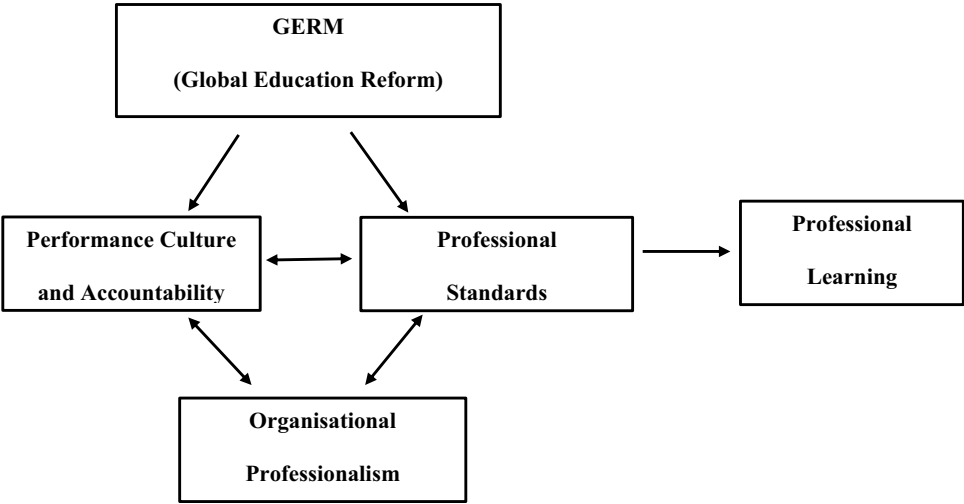 GERM
(Global Education Reform)
Performance Culture
and Accountability
Professional
Standards
Professional
Learning
Organisational
Professionalism